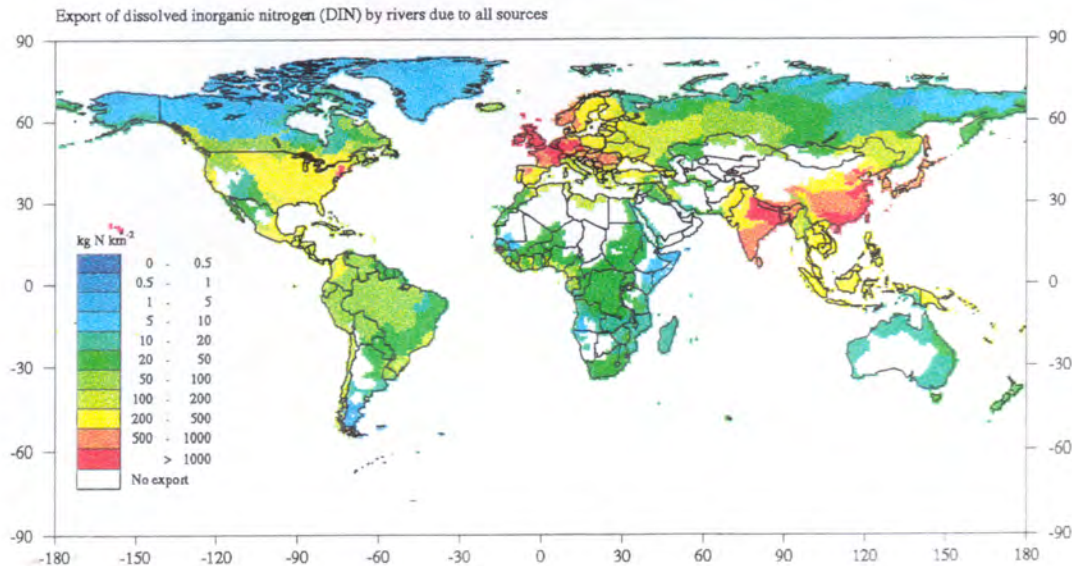 Export of dissolved inorganic nitrogen (DIN) by rivers due to all sources
90
60
30
0
-30
-60
-90
90
60
30
0
-30
-60
-90
kg N km-2
0 - 0.5
0.5 - 1
1 - 5
5 - 10
10 - 20
20 - 50
50 - 100
100 - 200
200 - 500
500 - 1000
> 1000
No export
-180 -150 -120 -90 -60 -30 0 30 60 90 120 150 180